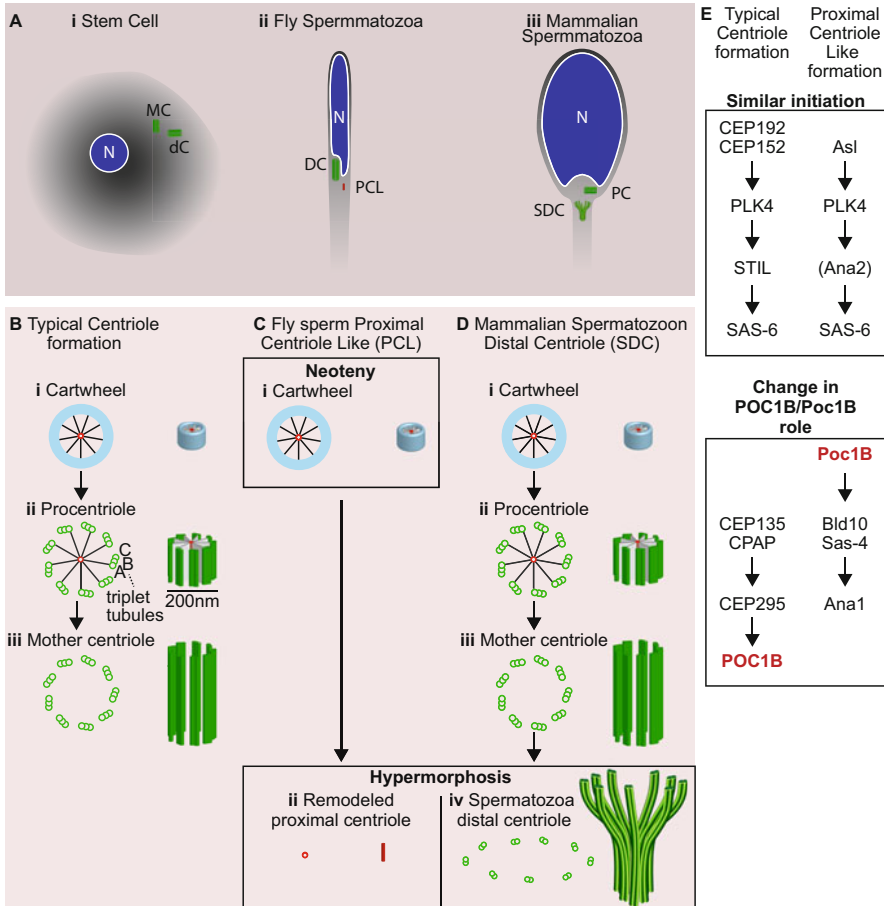 A
i Stem Cell
MC
dC
N
ii Fly Spermmatozoa
N
DC
PCL
iii Mammalian
Spermmatozoa
N
SDC
PC
B Typical Centriole
formation
i Cartwheel
ii Procentriole
C
B
A
triplet
tubules
200nm
iii Mother centriole
C Fly sperm Proximal
Centriole Like (PCL)
Neoteny
i Cartwheel
D Mammalian Spermatozoon
Distal Centriole (SDC)
i Cartwheel
ii Procentriole
iii Mother centriole
Hypermorphosis
ii Remodeled
proximal centriole
iv Spermatozoa
distal centriole
E
Typical
Centriole
formation
Proximal
Centriole
Like
formation
Similar initiation
CEP192
CEP152
PLK4
STIL
SAS-6
Asl
PLK4
(Ana2)
SAS-6
Change in
POC1B/Poc1B
role
CEP135
CPAP
CEP295
POC1B
Poc1B
Bld10
Sas-4
Ana1